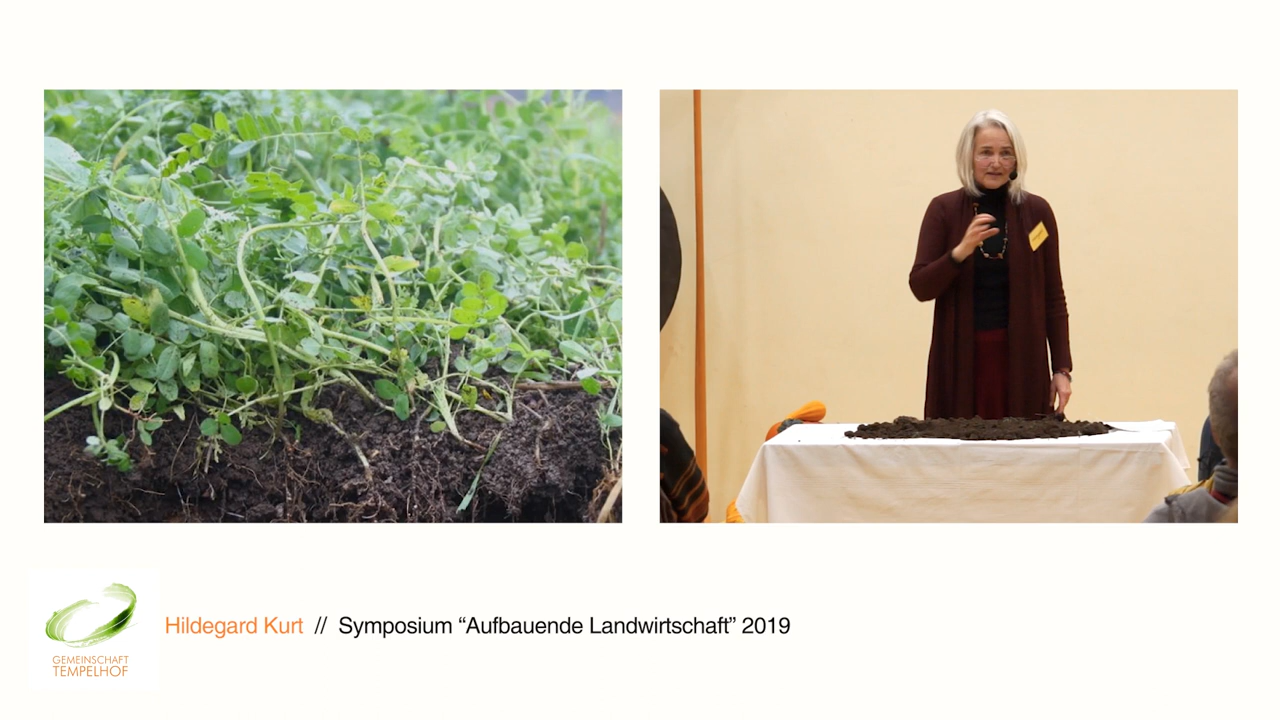 Hildegard Kurt // Symposium “Aufbauende Landwirtschaft” 2019
GEMEINSCHAFT
TEMPELHOF